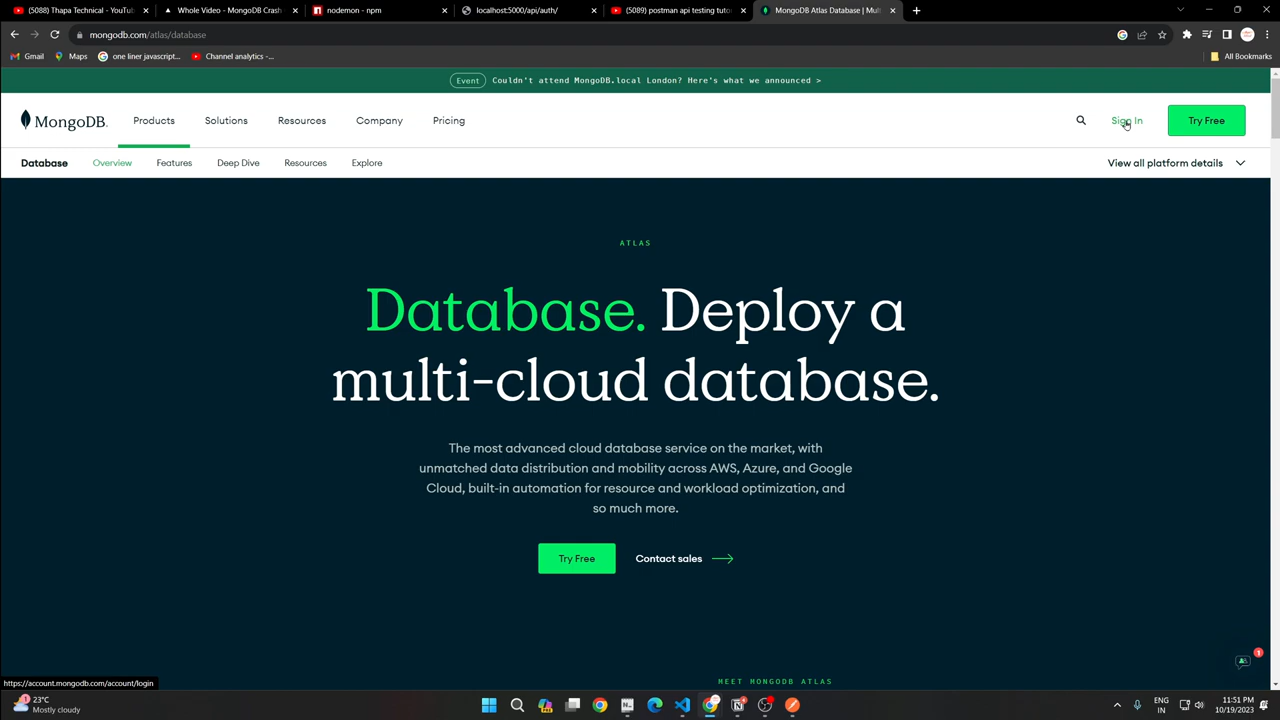 (5088) Thapa Technical - YouTub
Whole Video - MongoDB Crash
nodemon - npm
localhost:5000/api/auth/
(5089) postman api testing tutor
MongoDB Atlas Database | Mult
mongodb.com/atlas/database
Gmail
Maps
one liner javascript...
Channel analytics -...
All Bookmarks
Event
Couldn't attend MongoDB.local London? Here's what we announced >
MongoDB.
Products
Solutions
Resources
Company
Pricing
Sign In
Try Free
Database
Overview
Features
Deep Dive
Resources
Explore
View all platform details
ATLAS
Database. Deploy a
multi-cloud database.
The most advanced cloud database service on the market, with
unmatched data distribution and mobility across AWS, Azure, and Google
Cloud, built-in automation for resource and workload optimization, and
so much more.
Try Free
Contact sales
1
MEET MONGODB ATLAS
https://account.mongodb.com/account/login
1
23°C
Mostly cloudy
ENG
IN
11:51 PM
10/19/2023